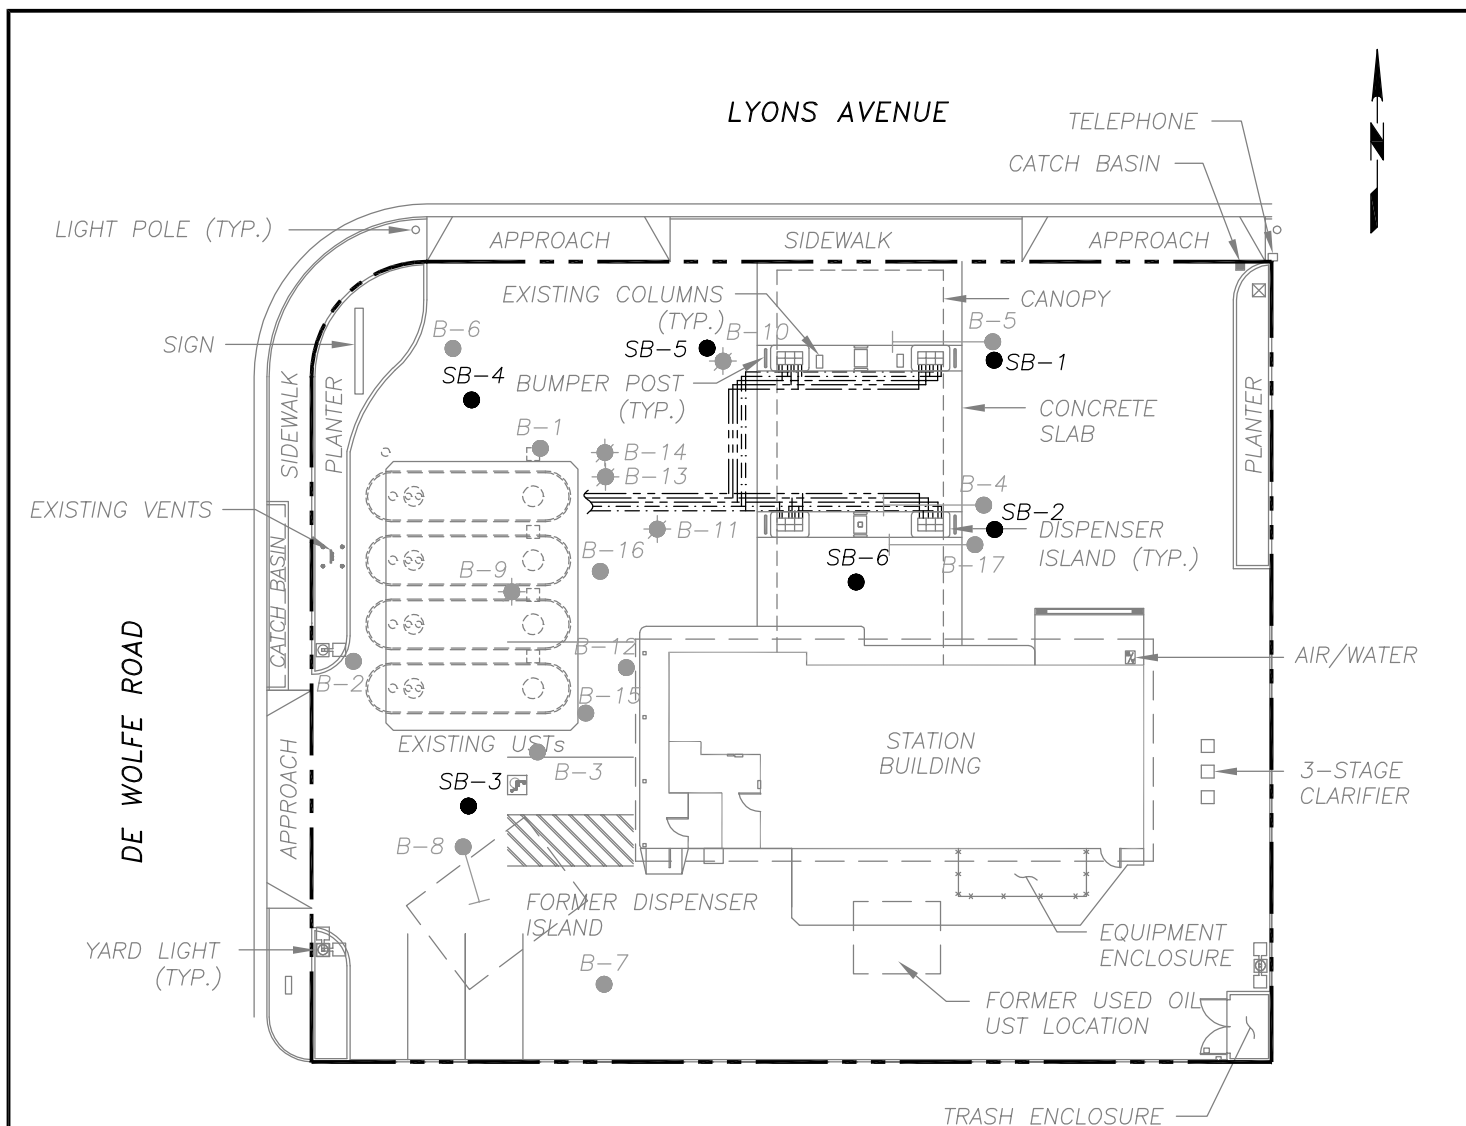 LYONS AVENUE
TELEPHONE
CATCH BASIN
N
LIGHT POLE (TYP.)
APPROACH
SIDEWALK
APPROACH
EXISTING COLUMNS
(TYP.)
CANOPY
SIGN
B-6
SB-5
B-10
B-5
SB-1
SB-4
BUMPER POST
(TYP.)
SIDEWALK
PLANTER
CONCRETE
SLAB
PLANTER
B-1
B-14
B-13
EXISTING VENTS
B-11
B-4
SB-2
DISPENSER
ISLAND (TYP.)
B-16
B-9
SB-6
B-17
CATCH BASIN
DE WOLFE ROAD
B-12
AIR/WATER
B-2
B-15
EXISTING USTs
STATION
BUILDING
B-3
SB-3
3-STAGE
CLARIFIER
APPROACH
B-8
FORMER DISPENSER
ISLAND
YARD LIGHT
(TYP.)
EQUIPMENT
ENCLOSURE
B-7
FORMER USED OIL
UST LOCATION
TRASH ENCLOSURE